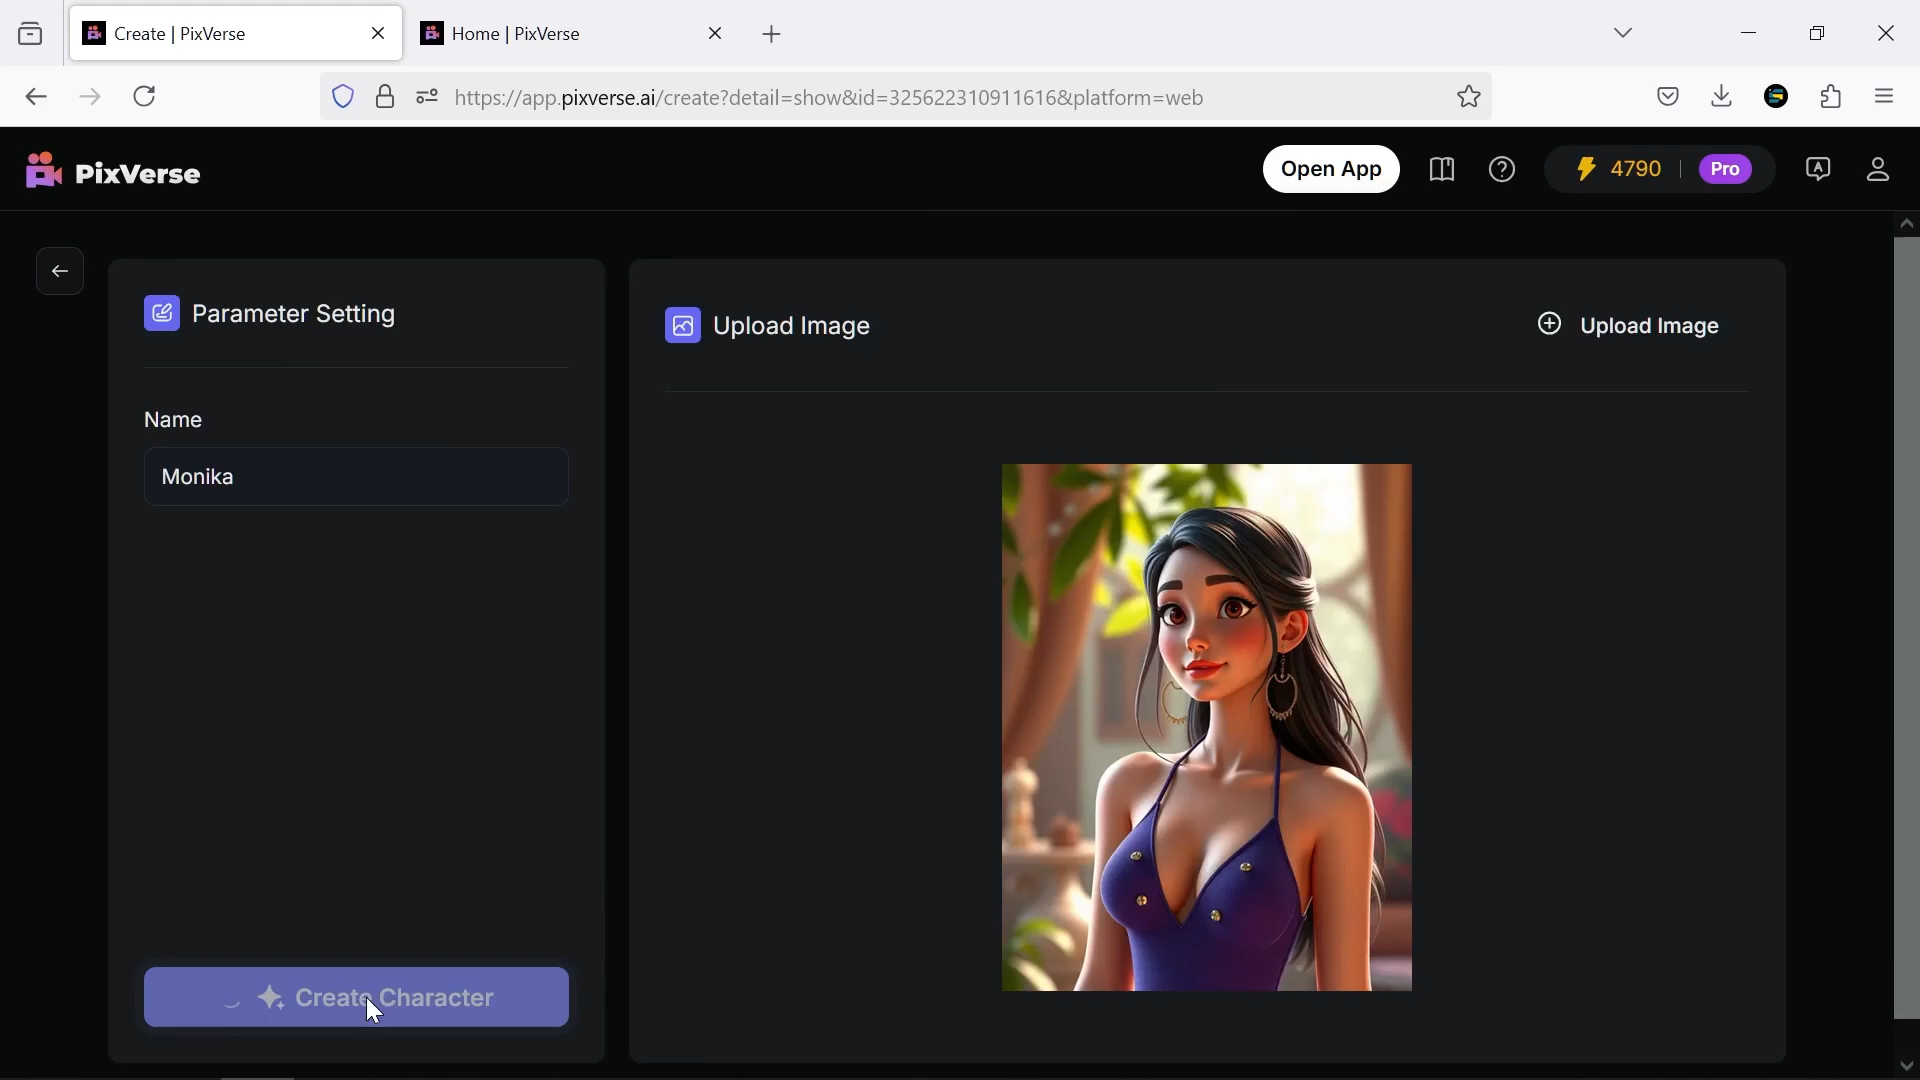 Create | PixVerse
Home | PixVerse
https://app.pixverse.ai/create?detail=show&id=325622310911616&platform=web
PixVerse
Open App
4790
Pro
Parameter Setting
Name
Monika
Create Character
Upload Image
Upload Image